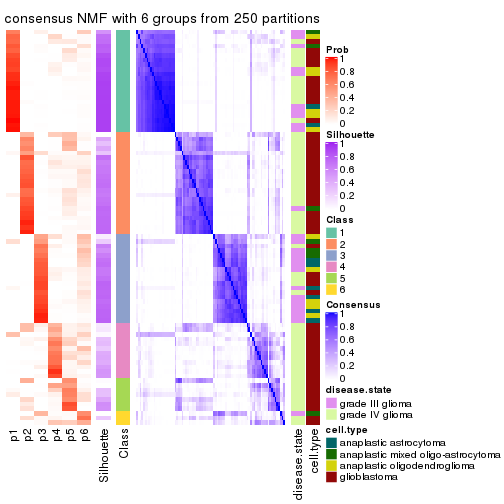 consensus NMF with 6 groups from 250 partitions
Prob
1
0.8
0.6
0.4
0.2
0
Silhouette
1
0.8
0.6
0.4
0.2
0
Class
1
2
3
4
5
6
Consensus
1
0.8
0.6
0.4
0.2
0
disease.state
grade III glioma
grade IV glioma
cell.type
anaplastic astrocytoma
anaplastic mixed oligo-astrocytoma
anaplastic oligodendroglioma
glioblastoma
p1
p2
p3
p4
p5
p6
Silhouette
Class
disease.state
cell.type